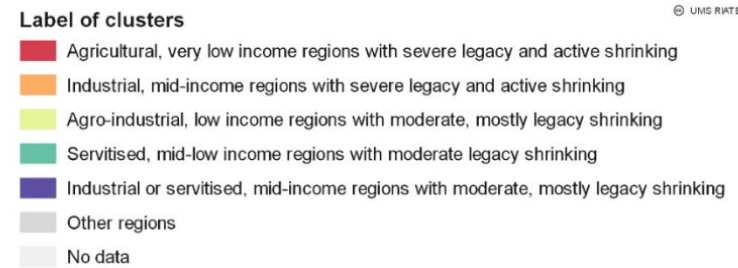 UMS RIATE
Label of clusters
Agricultural, very low income regions with severe legacy and active shrinking
Industrial, mid-income regions with severe legacy and active shrinking
Agro-industrial, low income regions with moderate, mostly legacy shrinking
Servitised, mid-low income regions with moderate legacy shrinking
Industrial or servitised, mid-income regions with moderate, mostly legacy shrinking
Other regions
No data